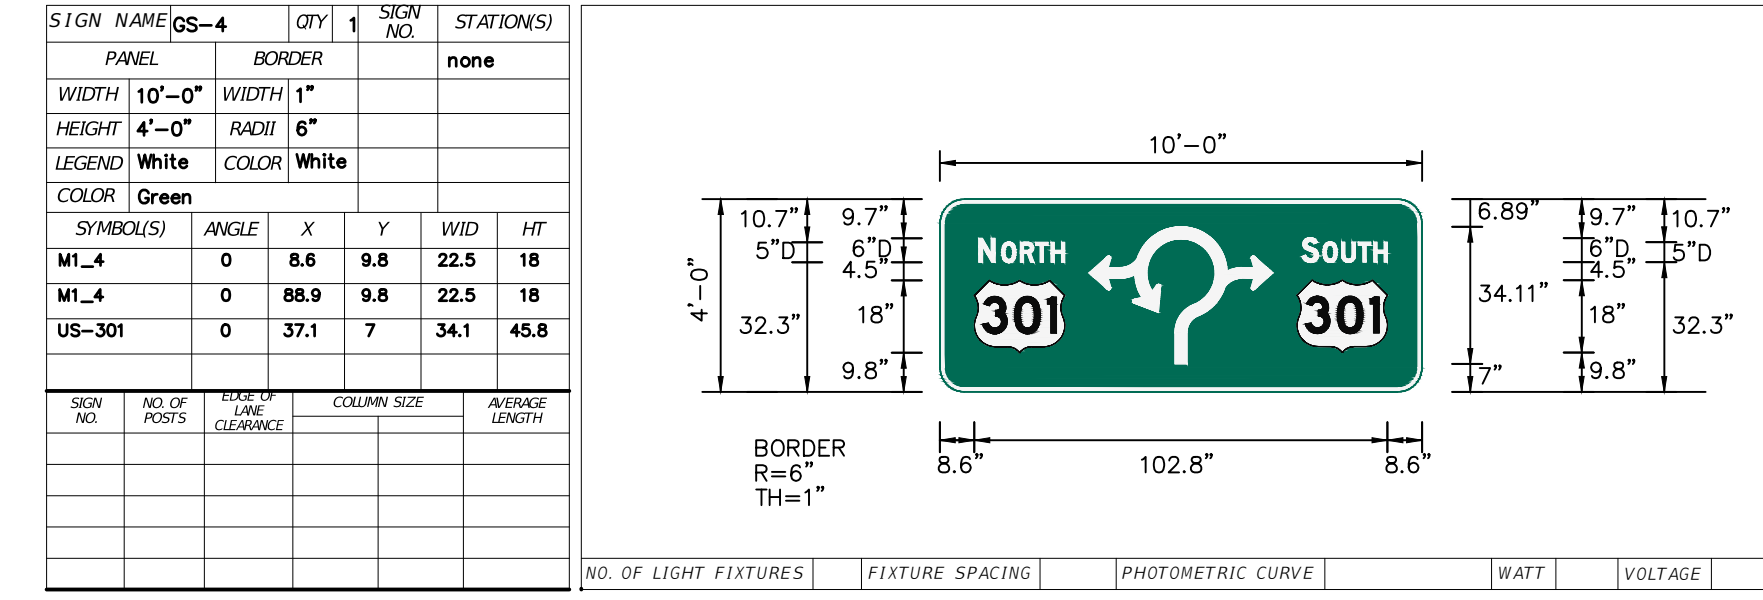 SIGN NAME GS-4 QTY 1 SIGN NO. STATION(S)
PANEL BORDER none
WIDTH 10'-0" WIDTH 1"
HEIGHT 4'-0" RADII 6"
LEGEND White COLOR White
COLOR Green
SYMBOL(S) ANGLE X Y WID HT
M1_4 0 8.6 9.8 22.5 18
M1_4 0 88.9 9.8 22.5 18
US-301 0 37.1 7 34.1 45.8
SIGN NO. NO. OF POSTS EDGE OF LANE CLEARANCE COLUMN SIZE AVERAGE LENGTH
10'-0"
4'-0"
10.7" 9.7"
5"D 6"D
4.5"
32.3" 18"
9.8"
NORTH SOUTH
301 301
6.89" 9.7" 10.7"
6"D 5"D
4.5"
34.11" 18" 32.3"
7" 9.8"
8.6" 102.8" 8.6"
BORDER
R=6"
TH=1"
NO. OF LIGHT FIXTURES FIXTURE SPACING PHOTOMETRIC CURVE WATT VOLTAGE